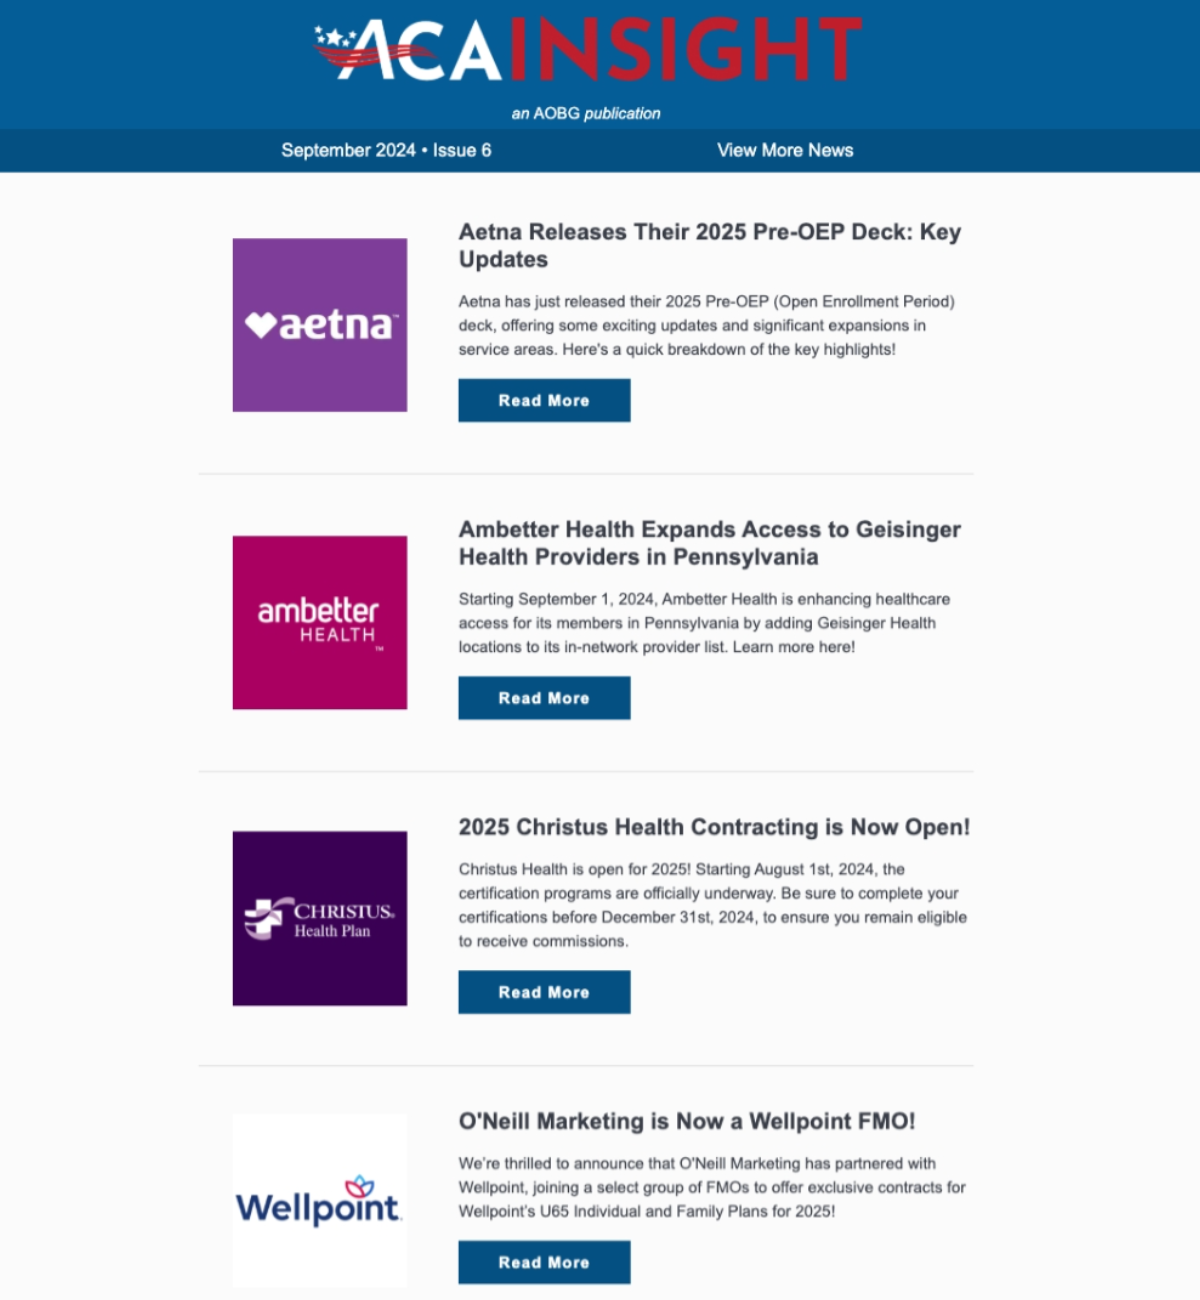 ACAINSIGHT
an AOBG publication
September 2024 • Issue 6
View More News
aetna™
Aetna Releases Their 2025 Pre-OEP Deck: Key
Updates
Aetna has just released their 2025 Pre-OEP (Open Enrollment Period)
deck, offering some exciting updates and significant expansions in
service areas. Here's a quick breakdown of the key highlights!
Read More
ambetter
HEALTH
™
Ambetter Health Expands Access to Geisinger
Health Providers in Pennsylvania
Starting September 1, 2024, Ambetter Health is enhancing healthcare
access for its members in Pennsylvania by adding Geisinger Health
locations to its in-network provider list. Learn more here!
Read More
CHRISTUS®
Health Plan
2025 Christus Health Contracting is Now Open!
Christus Health is open for 2025! Starting August 1st, 2024, the
certification programs are officially underway. Be sure to complete your
certifications before December 31st, 2024, to ensure you remain eligible
to receive commissions.
Read More
Wellpoint
O'Neill Marketing is Now a Wellpoint FMO!
We're thrilled to announce that O'Neill Marketing has partnered with
Wellpoint, joining a select group of FMOs to offer exclusive contracts for
Wellpoint's U65 Individual and Family Plans for 2025!
Read More